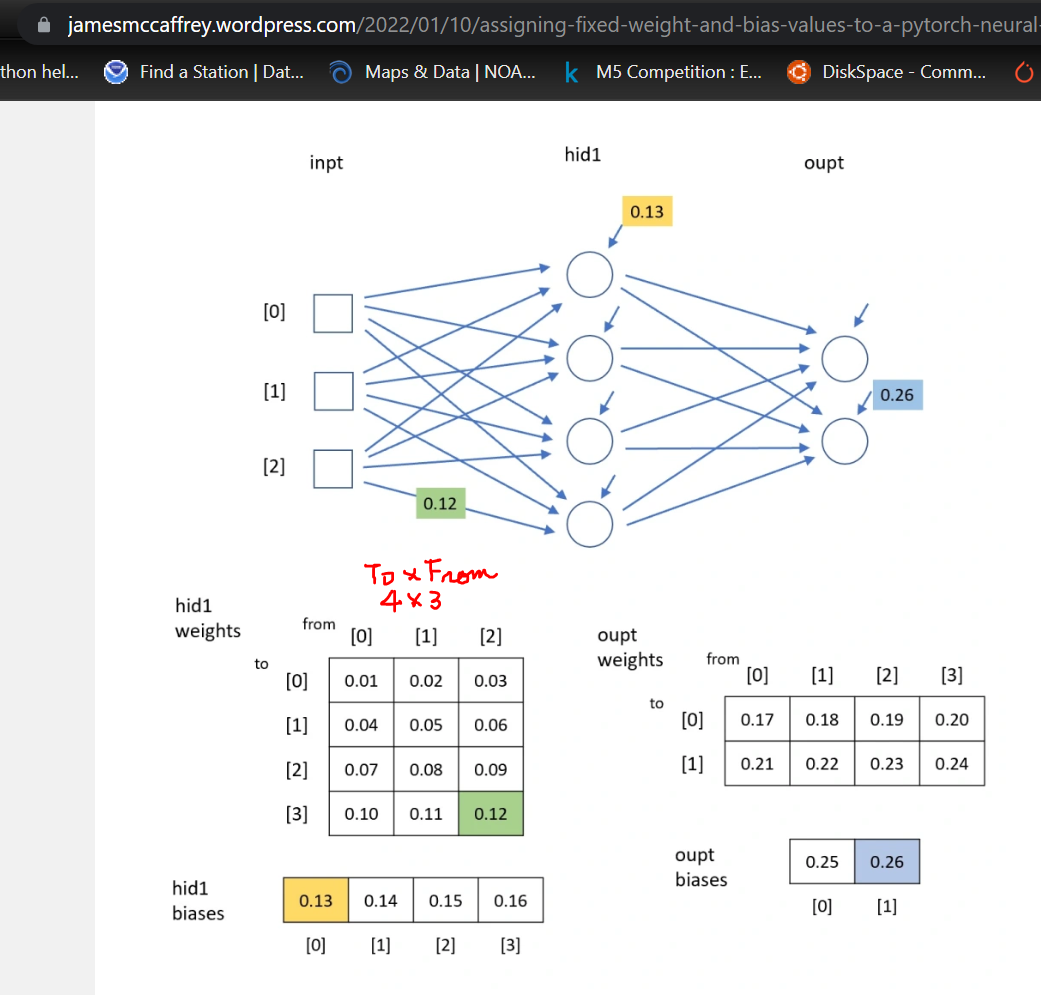 jamesmccaffrey.wordpress.com/2022/01/10/assigning-fixed-weight-and-bias-values-to-a-pytorch-neural-
thon hel... Find a Station | Dat... Maps & Data | NOA... k M5 Competition : E... DiskSpace - Comm...
inpt hid1 oupt
0.13
[0]
[1]
0.26
[2]
0.12
To x From
4 x 3
hid1
weights
from [0] [1] [2]
to
[0] 0.01 0.02 0.03
[1] 0.04 0.05 0.06
[2] 0.07 0.08 0.09
[3] 0.10 0.11 0.12
hid1
biases
0.13 0.14 0.15 0.16
[0] [1] [2] [3]
oupt
weights
from [0] [1] [2] [3]
to
[0] 0.17 0.18 0.19 0.20
[1] 0.21 0.22 0.23 0.24
oupt
biases
0.25 0.26
[0] [1]